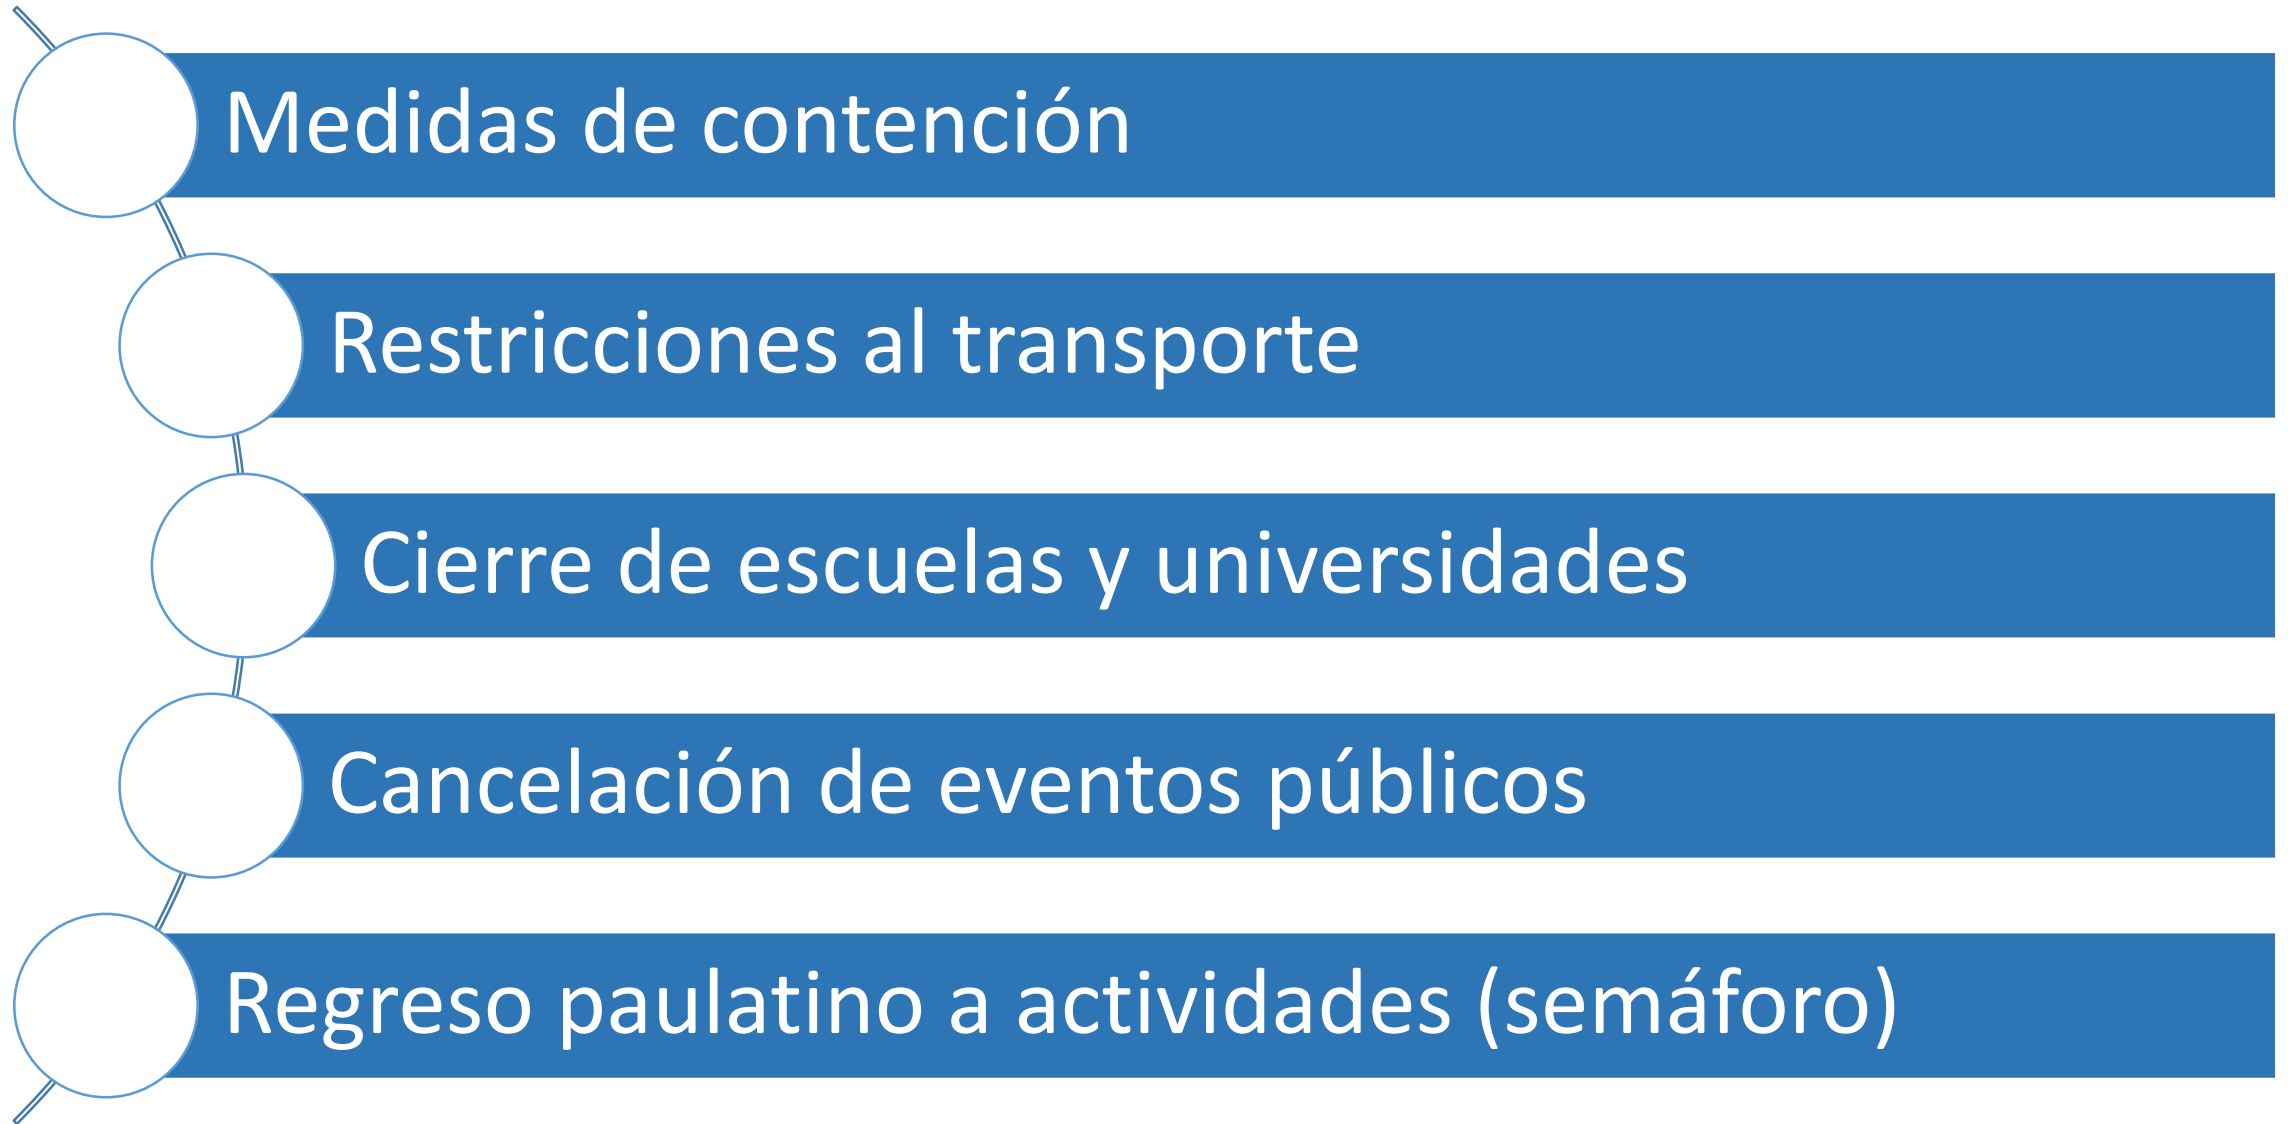 Medidas de contención
Restricciones al transporte
Cierre de escuelas y universidades
Cancelación de eventos públicos
Regreso paulatino a actividades (semáforo)